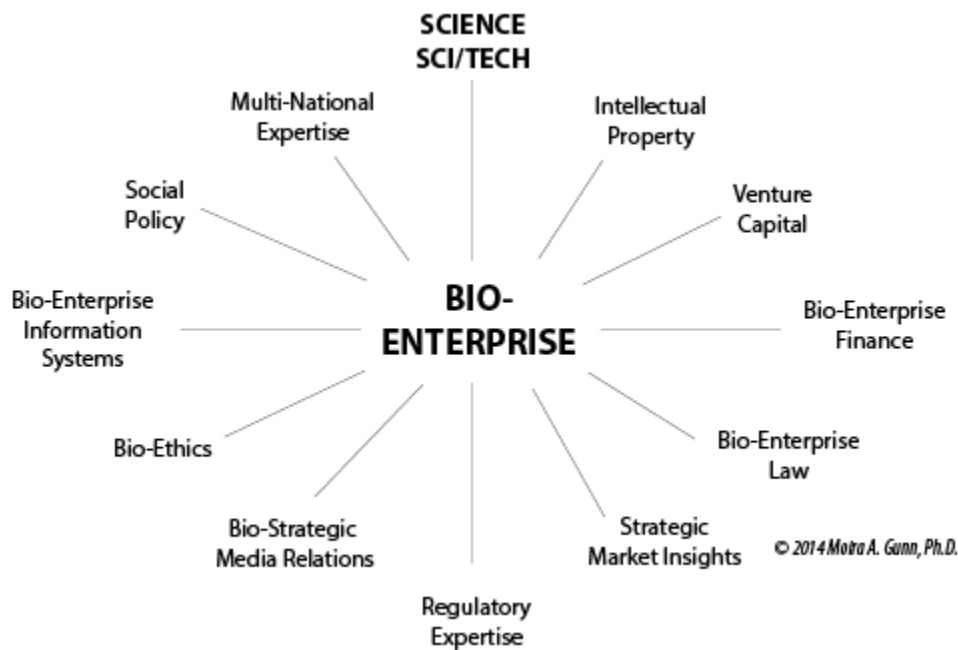 SCIENCE
SCI/TECH
Multi-National
Expertise
Intellectual
Property
Social
Policy
Venture
Capital
BIO-
ENTERPRISE
Bio-Enterprise
Information
Systems
Bio-Enterprise
Finance
Bio-Ethics
Bio-Enterprise
Law
Bio-Strategic
Media Relations
Strategic
Market Insights
© 2014 Moira A. Gunn, Ph.D.
Regulatory
Expertise